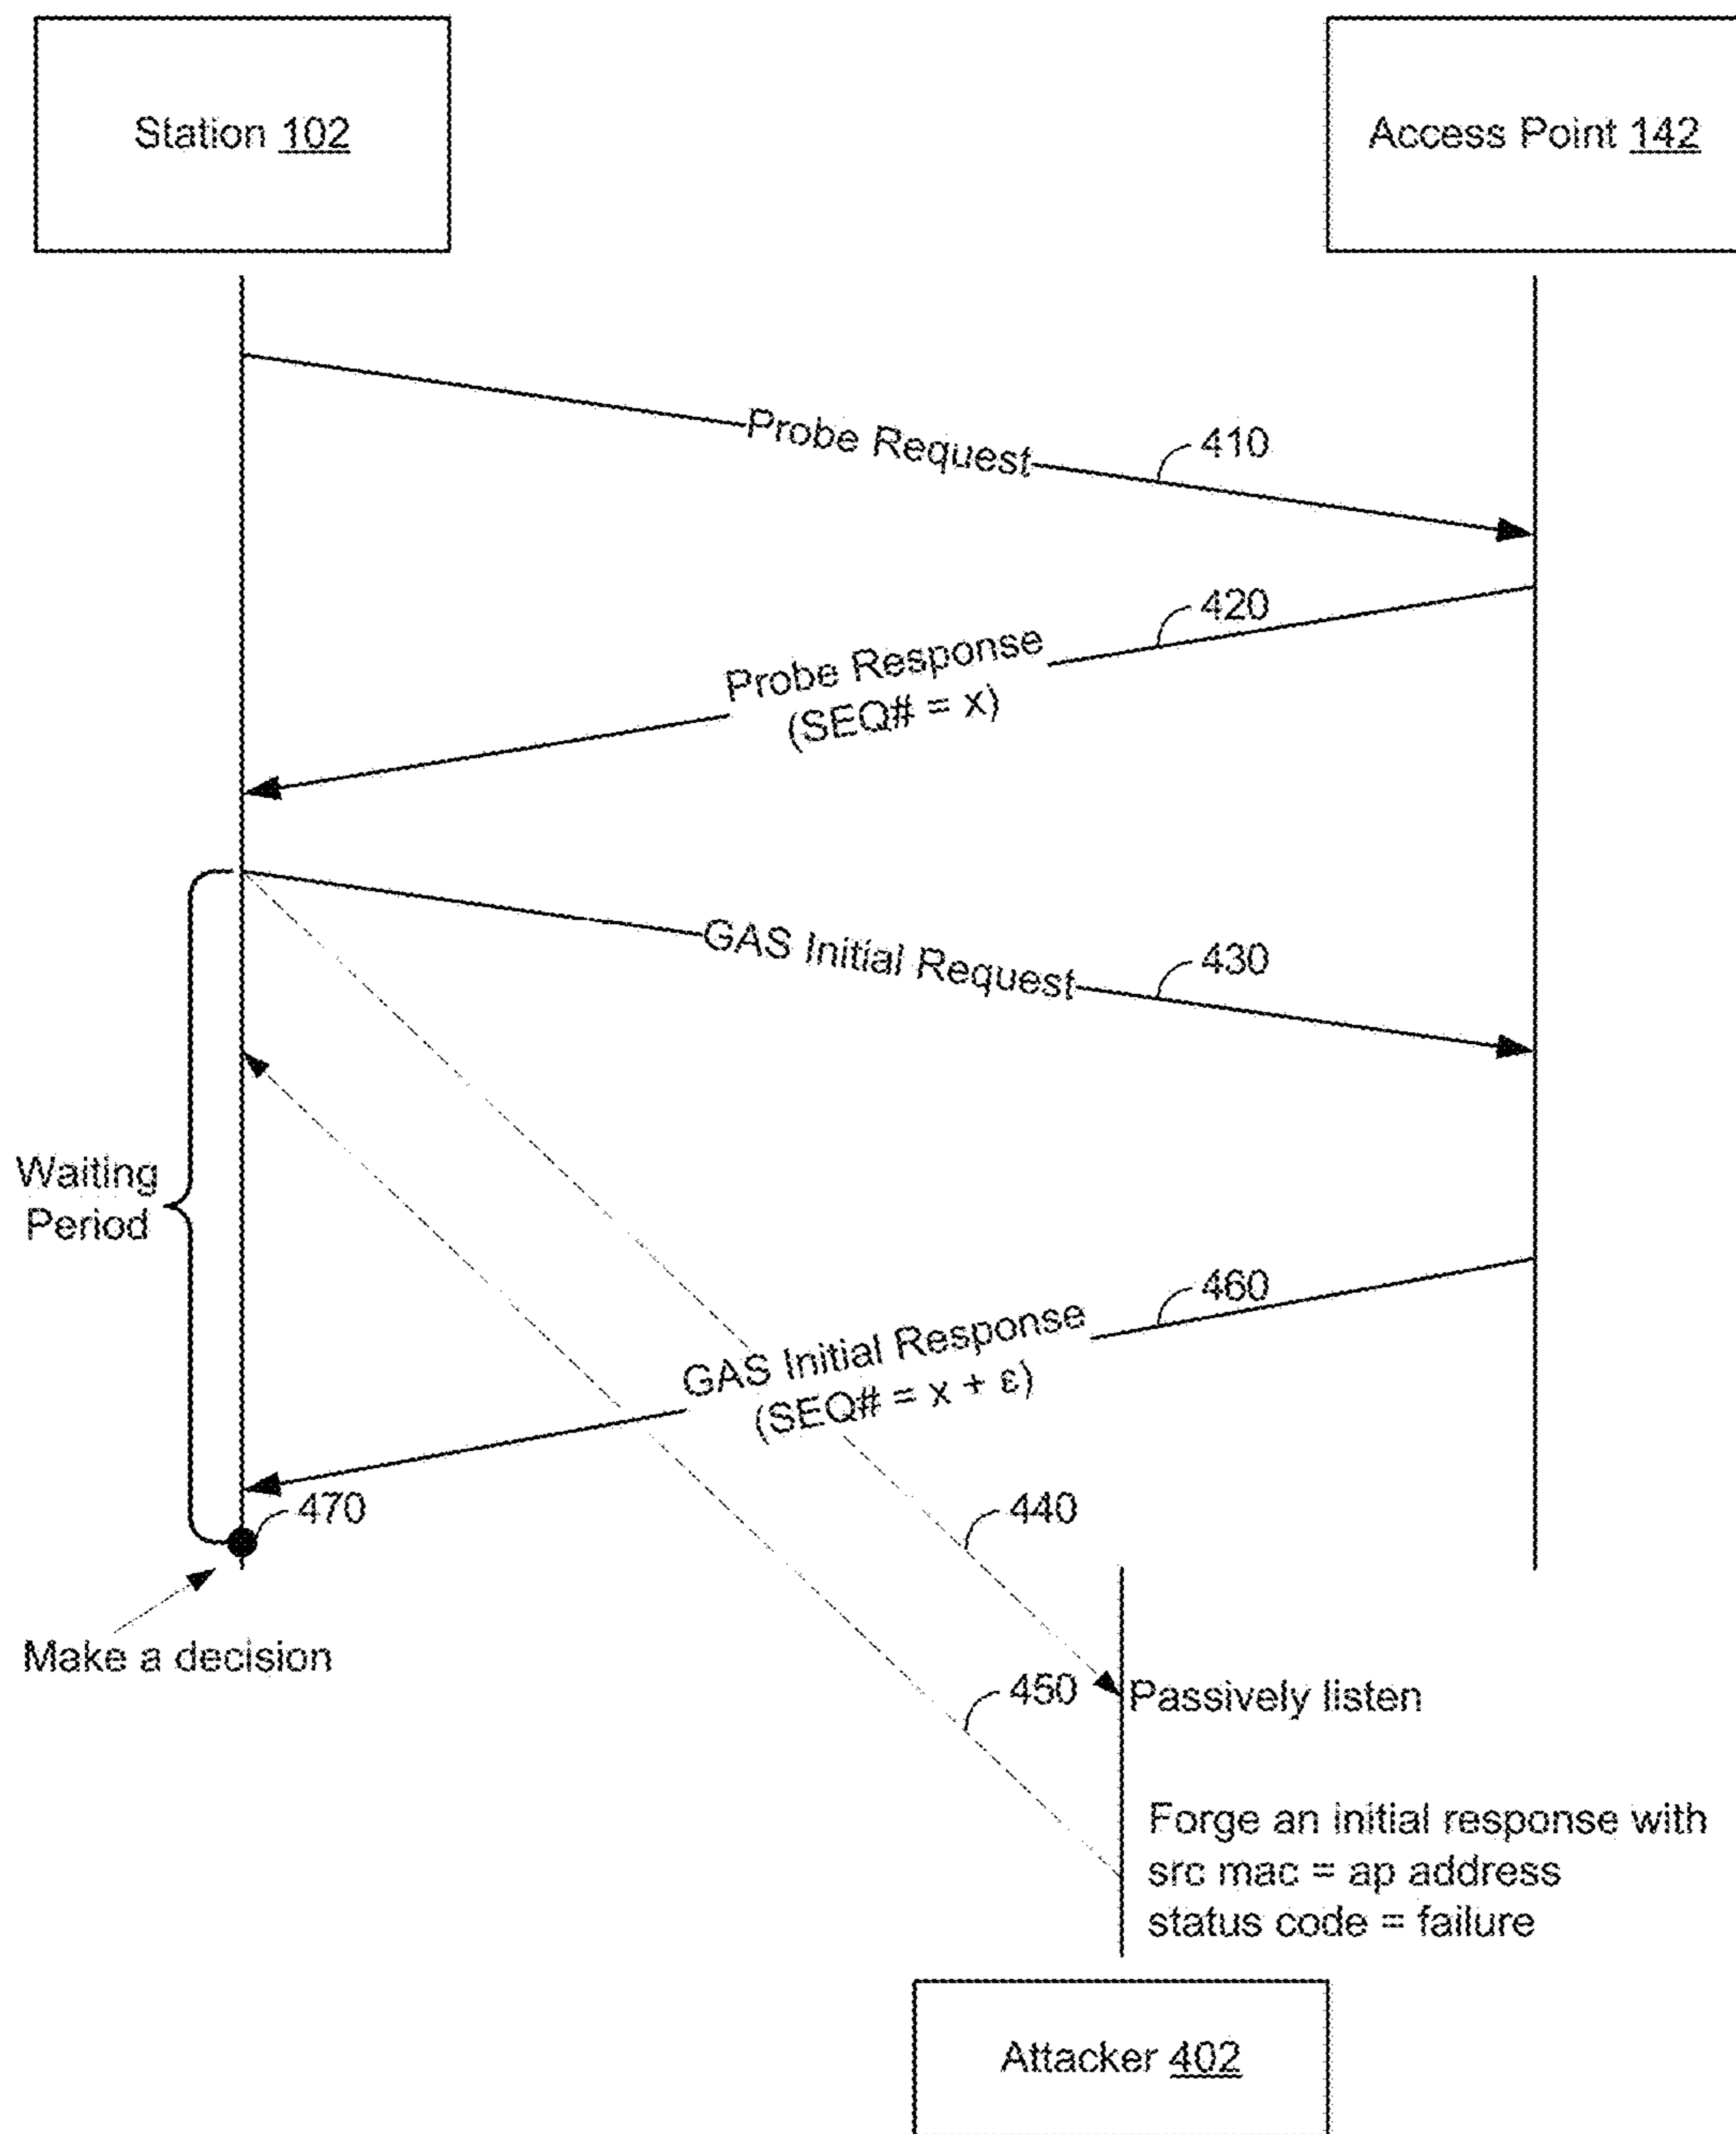 Station 102
Access Point 142
Probe Request
410
420
Probe Response
(SEQ# = x)
GAS Initial Request
430
Waiting
Period
460
GAS Initial Response
(SEQ# = x + ε)
470
440
Make a decision
450
Passively listen
Forge an initial response with
src mac = ap address
status code = failure
Attacker 402